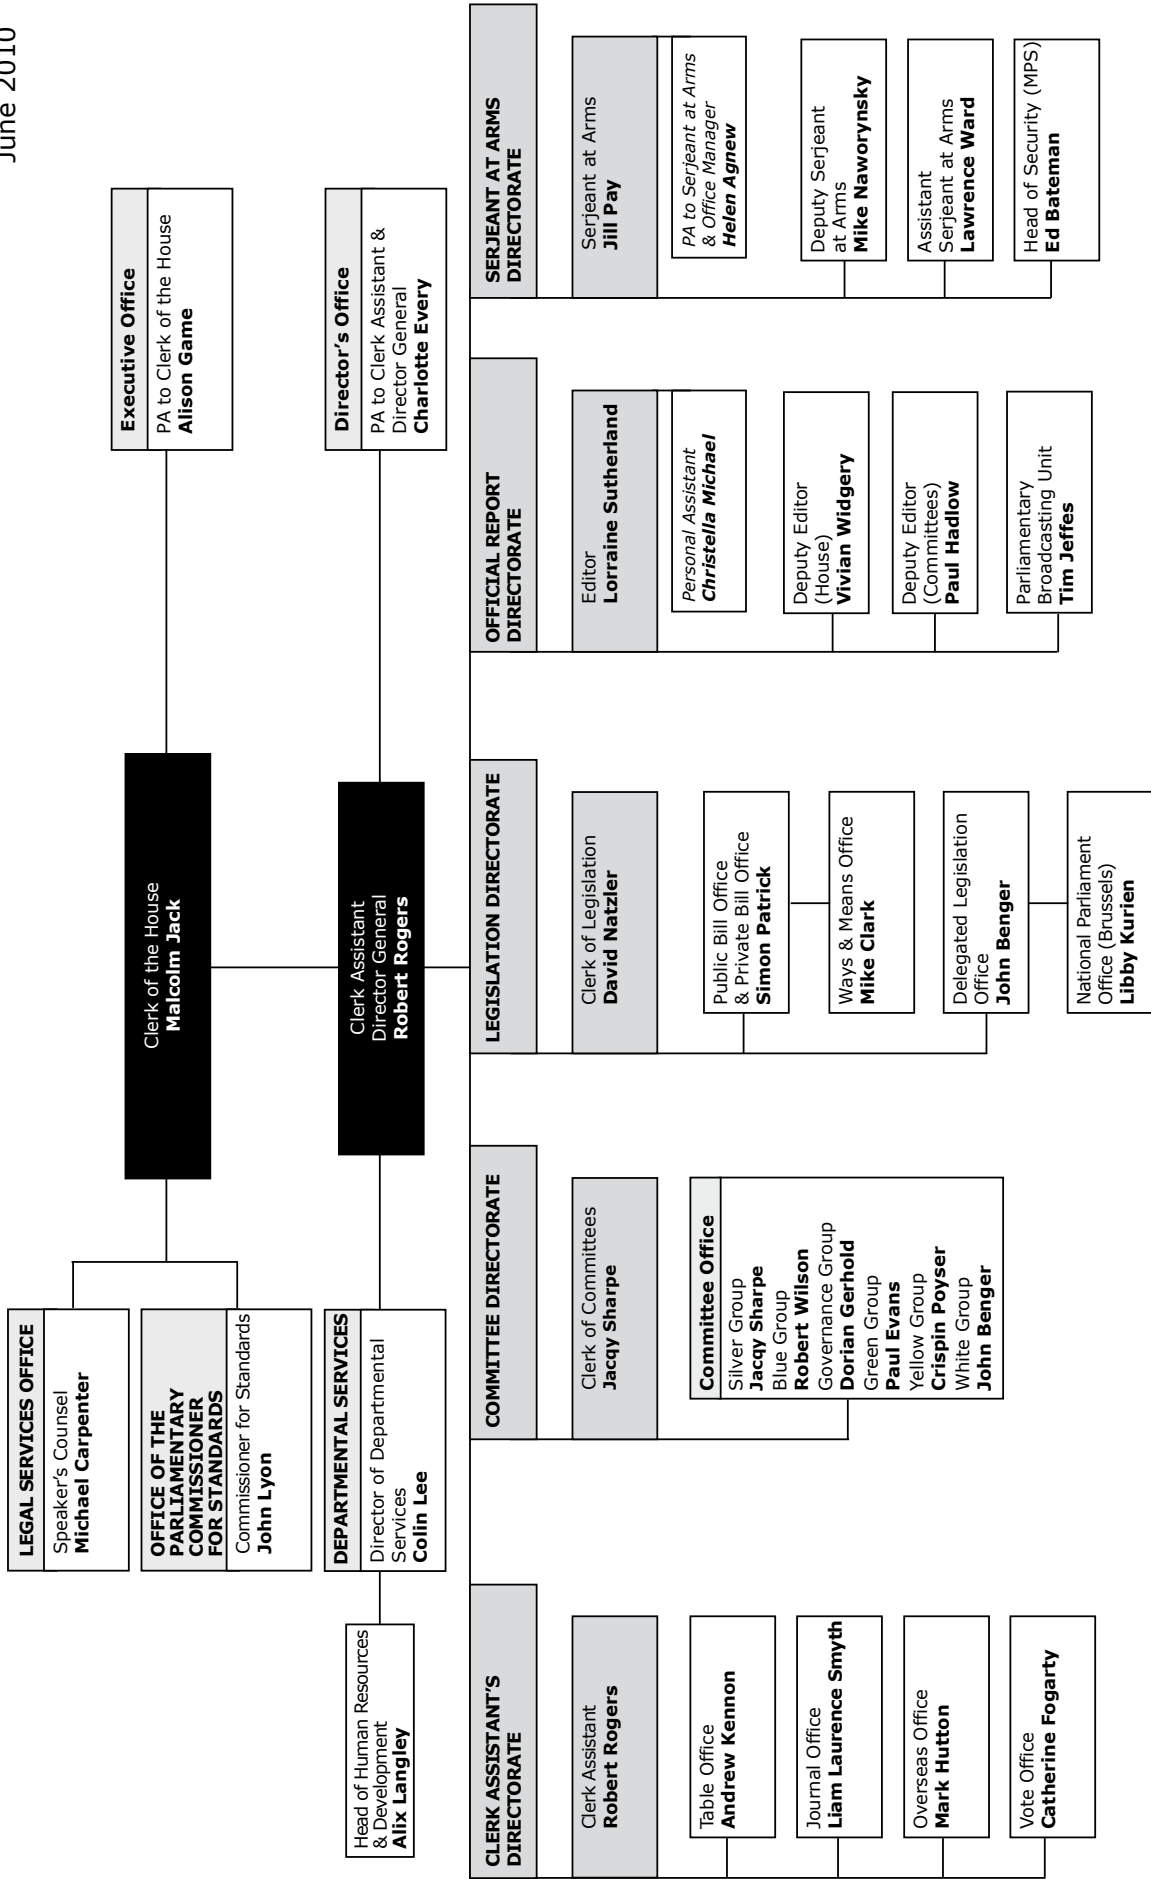 June 2010
Clerk of the House
Malcolm Jack
Executive Office
PA to Clerk of the House
Alison Game
LEGAL SERVICES OFFICE
Speaker's Counsel
Michael Carpenter
OFFICE OF THE
PARLIAMENTARY
COMMISSIONER
FOR STANDARDS
Commissioner for Standards
John Lyon
Clerk Assistant
Director General
Robert Rogers
Director's Office
PA to Clerk Assistant &
Director General
Charlotte Every
DEPARTMENTAL SERVICES
Director of Departmental
Services
Colin Lee
Head of Human Resources
& Development
Alix Langley
CLERK ASSISTANT'S
DIRECTORATE
Clerk Assistant
Robert Rogers
Table Office
Andrew Kennon
Journal Office
Liam Laurence Smyth
Overseas Office
Mark Hutton
Vote Office
Catherine Fogarty
COMMITTEE DIRECTORATE
Clerk of Committees
Jacqy Sharpe
Committee Office
Silver Group
Jacqy Sharpe
Blue Group
Robert Wilson
Governance Group
Dorian Gerhold
Green Group
Paul Evans
Yellow Group
Crispin Poyser
White Group
John Benger
LEGISLATION DIRECTORATE
Clerk of Legislation
David Natzler
Public Bill Office
& Private Bill Office
Simon Patrick
Ways & Means Office
Mike Clark
Delegated Legislation
Office
John Benger
National Parliament
Office (Brussels)
Libby Kurien
OFFICIAL REPORT
DIRECTORATE
Editor
Lorraine Sutherland
Personal Assistant
Christella Michael
Deputy Editor
(House)
Vivian Widgery
Deputy Editor
(Committees)
Paul Hadlow
Parliamentary
Broadcasting Unit
Tim Jeffes
SERJEANT AT ARMS
DIRECTORATE
Serjeant at Arms
Jill Pay
PA to Serjeant at Arms
& Office Manager
Helen Agnew
Deputy Serjeant
at Arms
Mike Naworynsky
Assistant
Serjeant at Arms
Lawrence Ward
Head of Security (MPS)
Ed Bateman